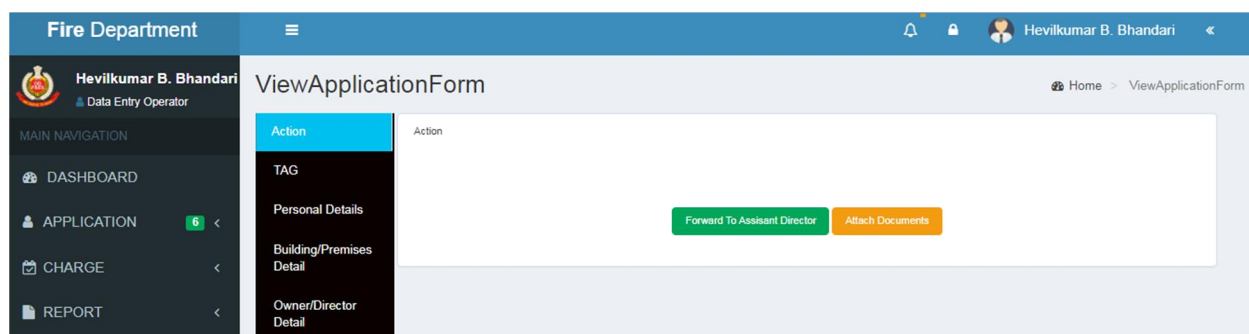 Fire Department
Hevilkumar B. Bhandari
Hevilkumar B. Bhandari
Data Entry Operator
ViewApplicationForm
Home > ViewApplicationForm
MAIN NAVIGATION
DASHBOARD
APPLICATION 6
CHARGE
REPORT
Action
TAG
Personal Details
Building/Premises
Detail
Owner/Director
Detail
Action
Forward To Assisant Director
Attach Documents